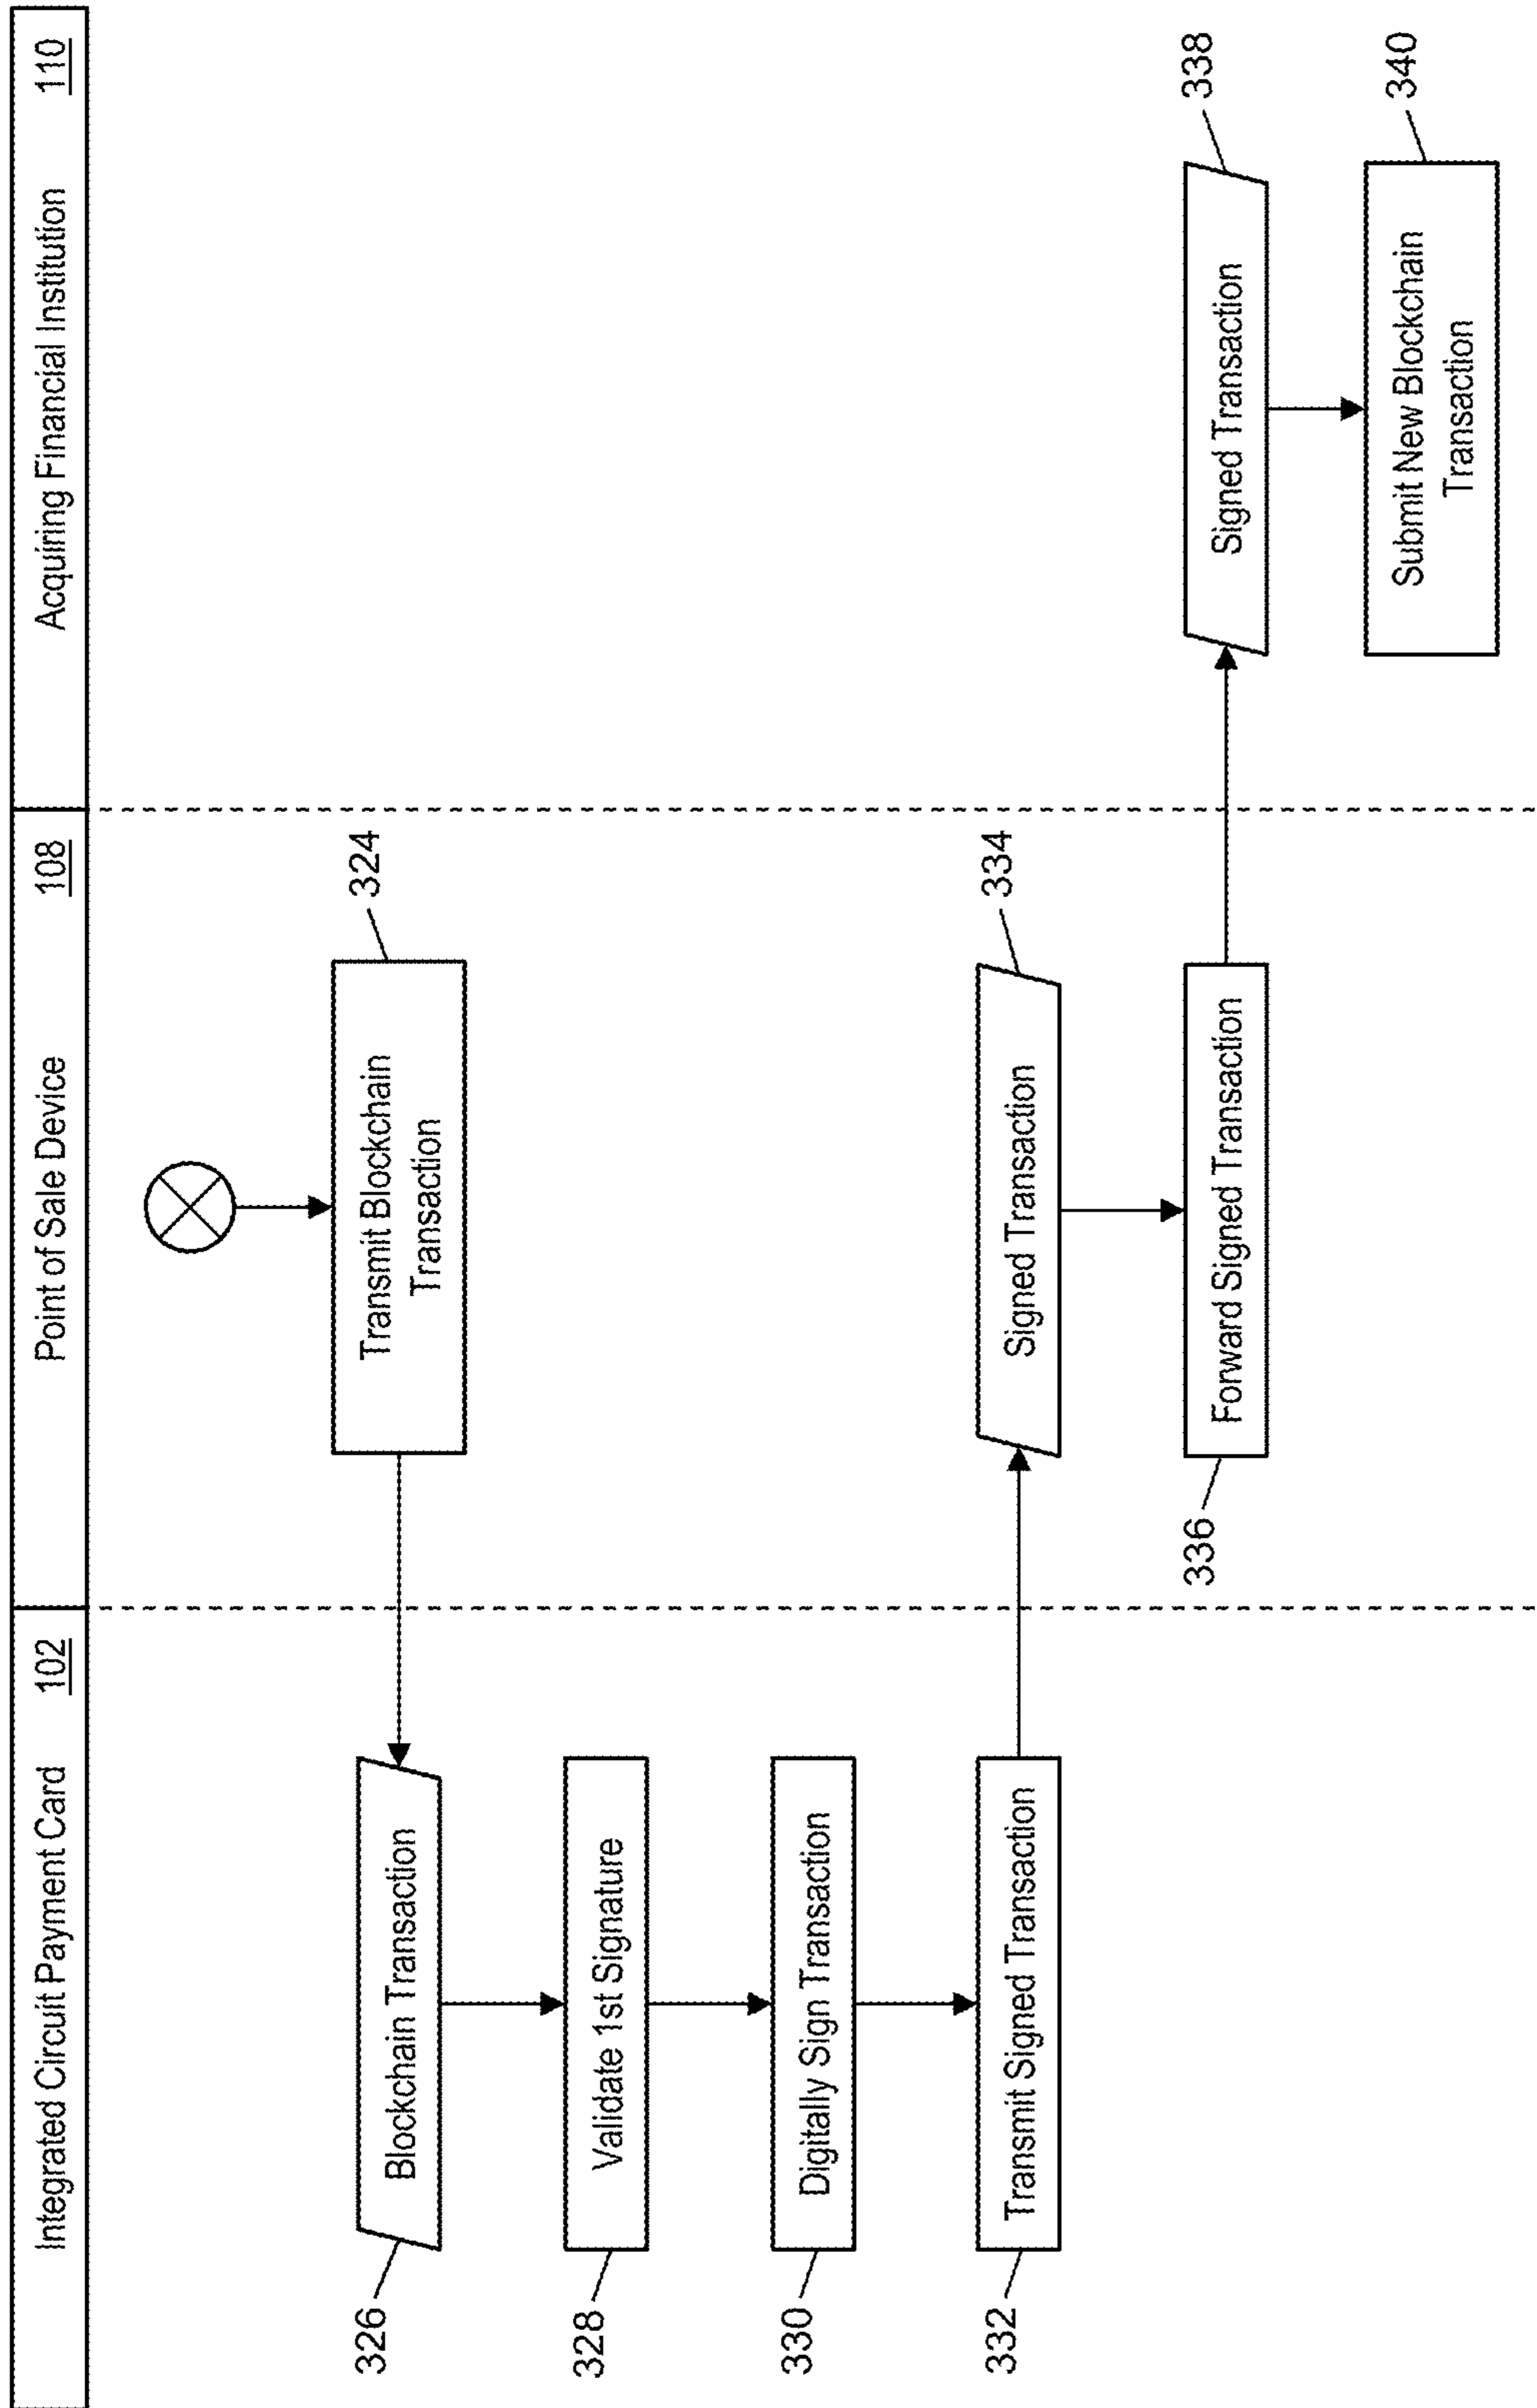 Integrated Circuit Payment Card 102
Point of Sale Device 108
Acquiring Financial Institution 110
Transmit Blockchain
Transaction
324
Blockchain Transaction
326
Validate 1st Signature
328
Digitally Sign Transaction
330
Transmit Signed Transaction
332
Signed Transaction
334
Forward Signed Transaction
336
Signed Transaction
338
Submit New Blockchain
Transaction
340